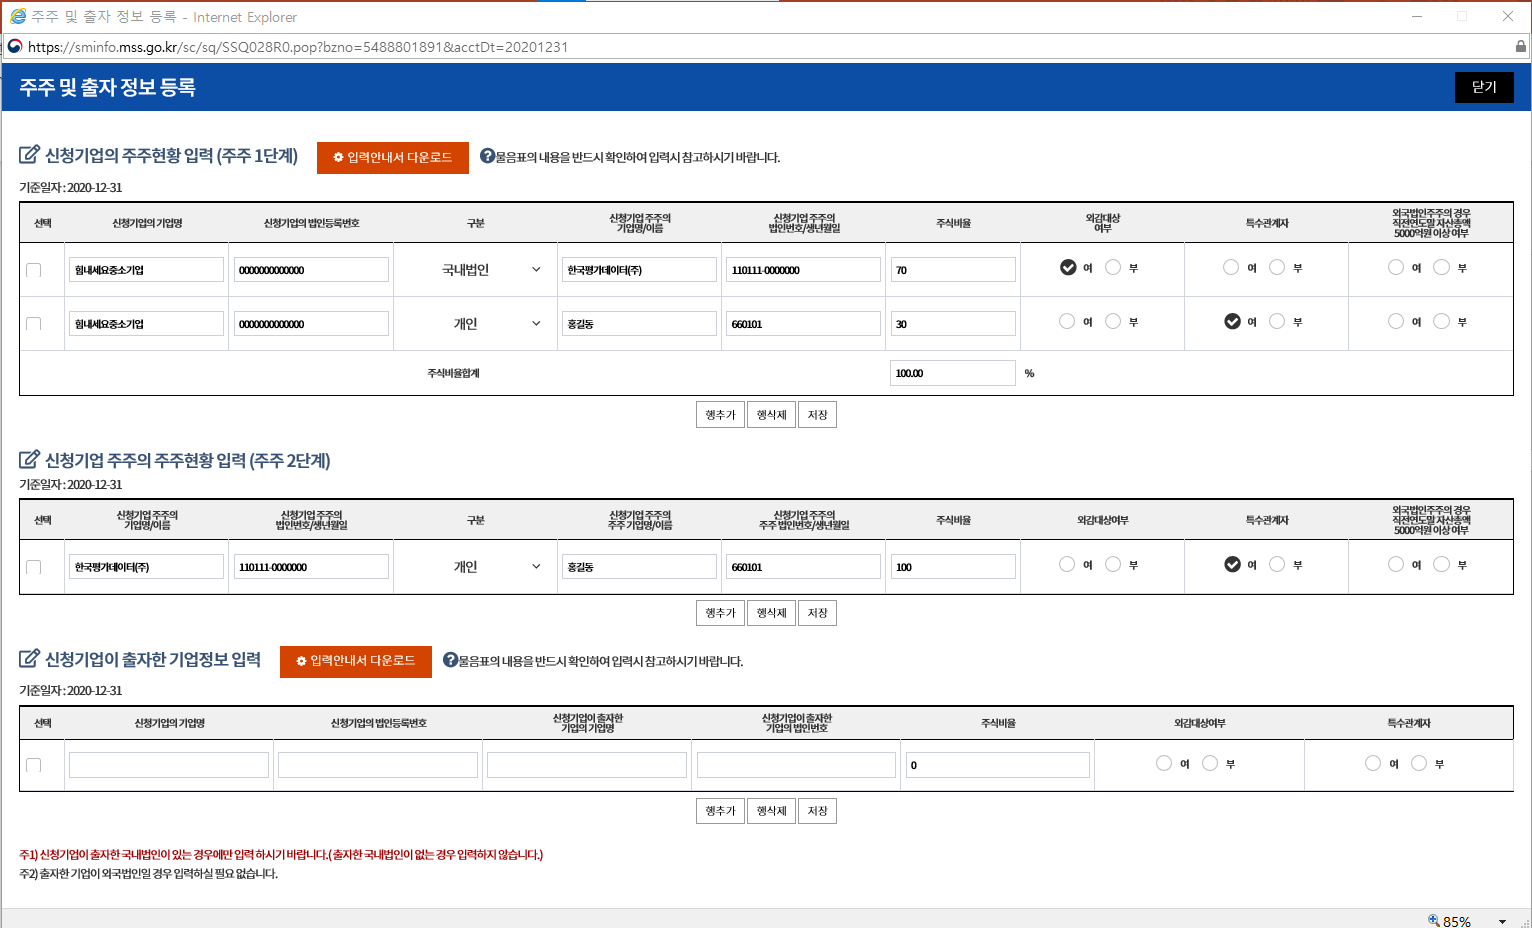 주주 및 출자 정보 등록 - Internet Explorer
https://sminfo.mss.go.kr/sc/sq/SSQ028R0.pop?bzno=5488801891&acctDt=20201231
주주 및 출자 정보 등록
닫기
신청기업의 주주현황 입력 (주주 1단계)
입력안내서 다운로드
?물음표의 내용을 반드시 확인하여 입력시 참고하시기 바랍니다.
기준일자 : 2020-12-31
선택 신청기업의 기업명 신청기업의 법인등록번호 구분 신청기업 주주의 기업명/이름 신청기업 주주의 법인번호/생년월일 주식비율 외감대상 여부 특수관계자 외국법인주주의 경우 직전연도말 자산총액 5000억원 이상 여부
힘내세요중소기업 0000000000000 국내법인 한국평가데이터(주) 110111-0000000 70 여 부 여 부 여 부
힘내세요중소기업 0000000000000 개인 홍길동 660101 30 여 부 여 부 여 부
주식비율합계 100.00 %
행추가 행삭제 저장
신청기업 주주의 주주현황 입력 (주주 2단계)
기준일자 : 2020-12-31
선택 신청기업 주주의 기업명/이름 신청기업 주주의 법인번호/생년월일 구분 신청기업 주주의 주주 기업명/이름 신청기업 주주의 주주 법인번호/생년월일 주식비율 외감대상여부 특수관계자 외국법인주주의 경우 직전연도말 자산총액 5000억원 이상 여부
한국평가데이터(주) 110111-0000000 개인 홍길동 660101 100 여 부 여 부 여 부
행추가 행삭제 저장
신청기업이 출자한 기업정보 입력
입력안내서 다운로드
?물음표의 내용을 반드시 확인하여 입력시 참고하시기 바랍니다.
기준일자 : 2020-12-31
선택 신청기업의 기업명 신청기업의 법인등록번호 신청기업이 출자한 기업의 기업명 신청기업이 출자한 기업의 법인번호 주식비율 외감대상여부 특수관계자
0 여 부 여 부
행추가 행삭제 저장
주1) 신청기업이 출자한 국내법인이 있는 경우에만 입력 하시기 바랍니다.( 출자한 국내법인이 없는 경우 입력하지 않습니다.)
주2) 출자한 기업이 외국법인일 경우 입력하실 필요 없습니다.
85%